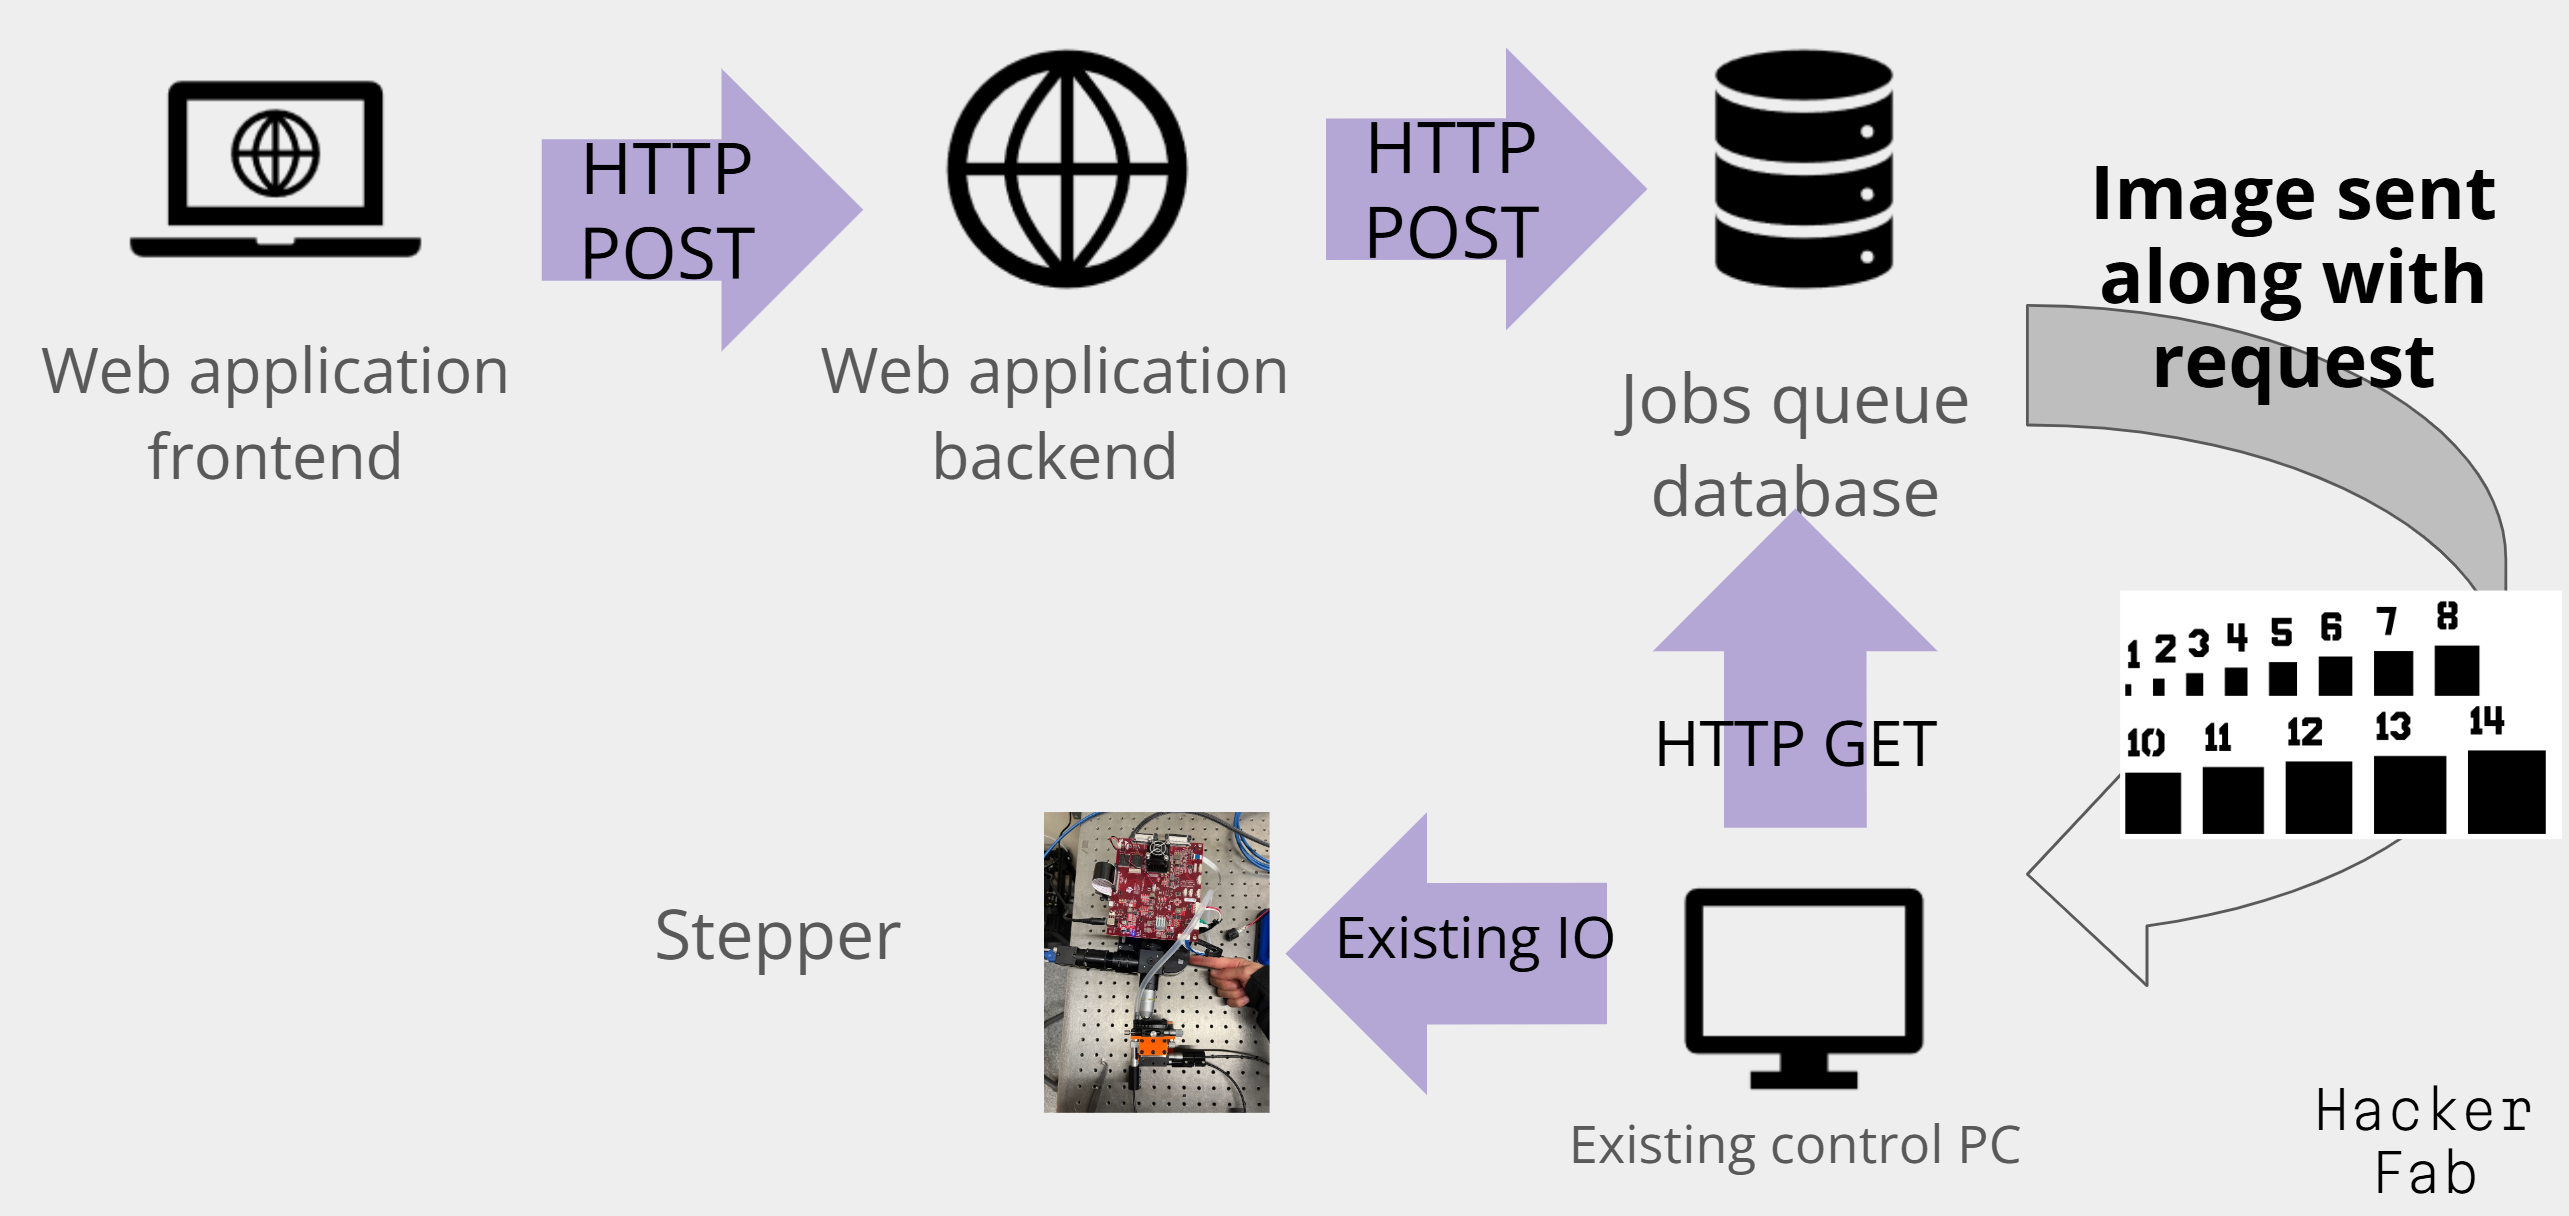 HTTP
POST
Web application
frontend
Web application
backend
HTTP
POST
Jobs queue
database
Image sent
along with
request
1 2 3 4 5 6 7 8
10 11 12 13 14
HTTP GET
Existing IO
Stepper
Existing control PC
Hacker
Fab